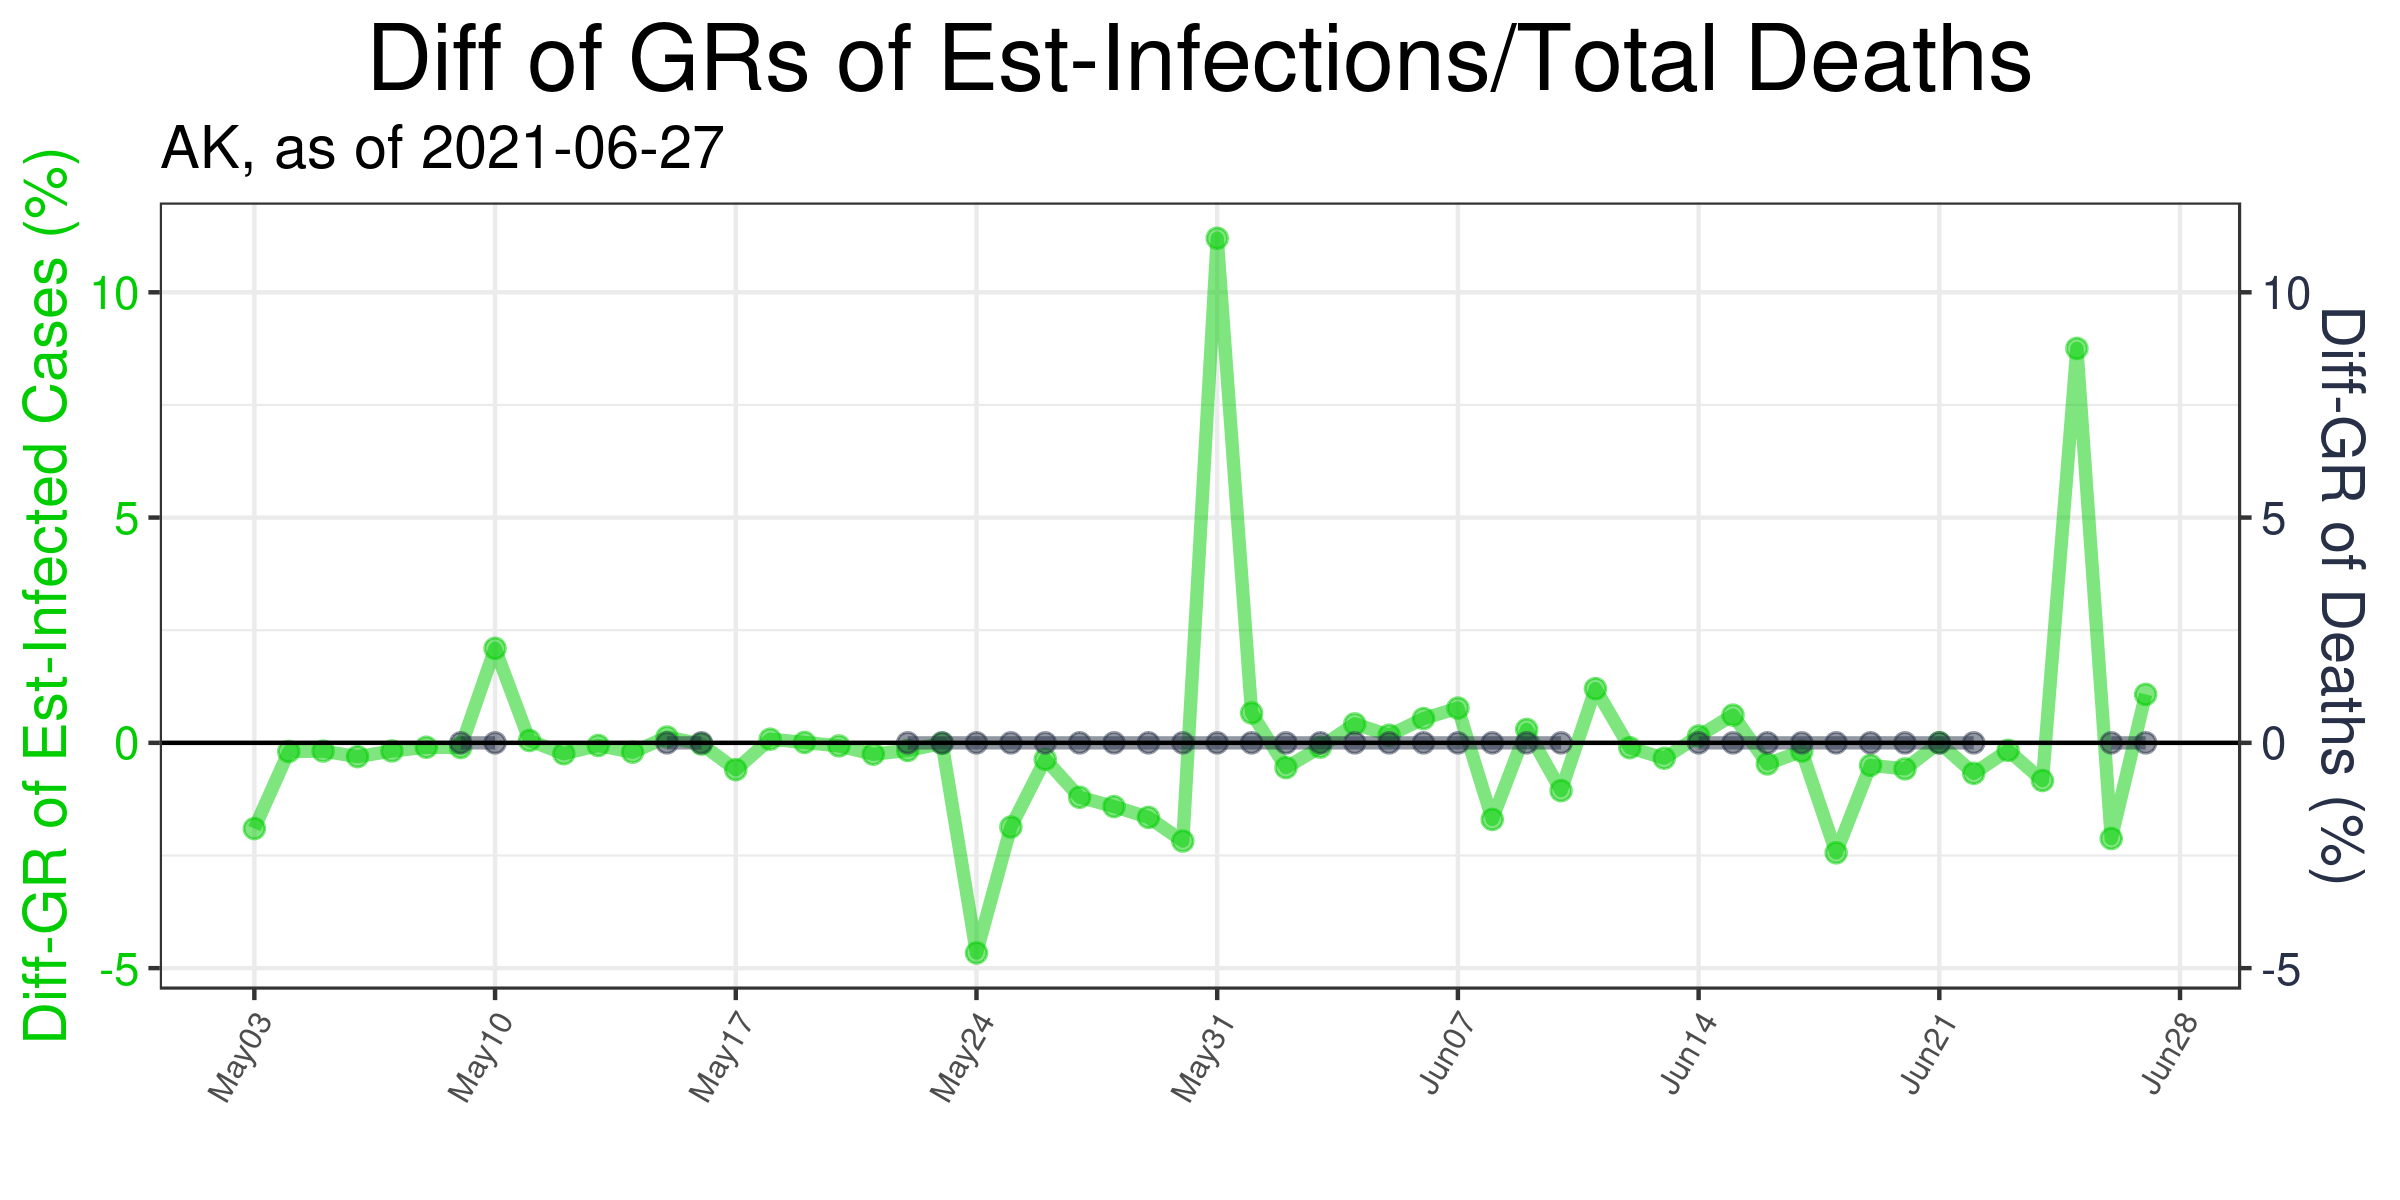 Diff of GRs of Est-Infections/Total Deaths
AK, as of 2021-06-27
Diff-GR of Est-Infected Cases (%)
10
5
0
-5
10
5
0
-5
Diff-GR of Deaths (%)
May03
May10
May17
May24
May31
Jun07
Jun14
Jun21
Jun28